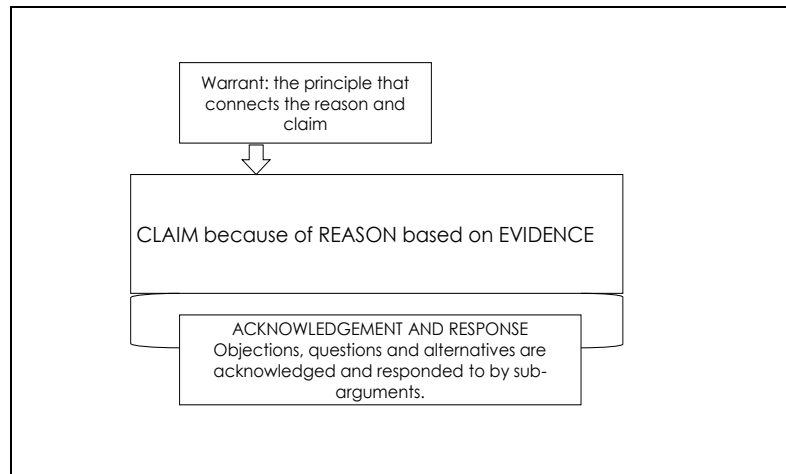 Warrant: the principle that
connects the reason and
claim
CLAIM because of REASON based on EVIDENCE
ACKNOWLEDGEMENT AND RESPONSE
Objections, questions and alternatives are
acknowledged and responded to by sub-
arguments.